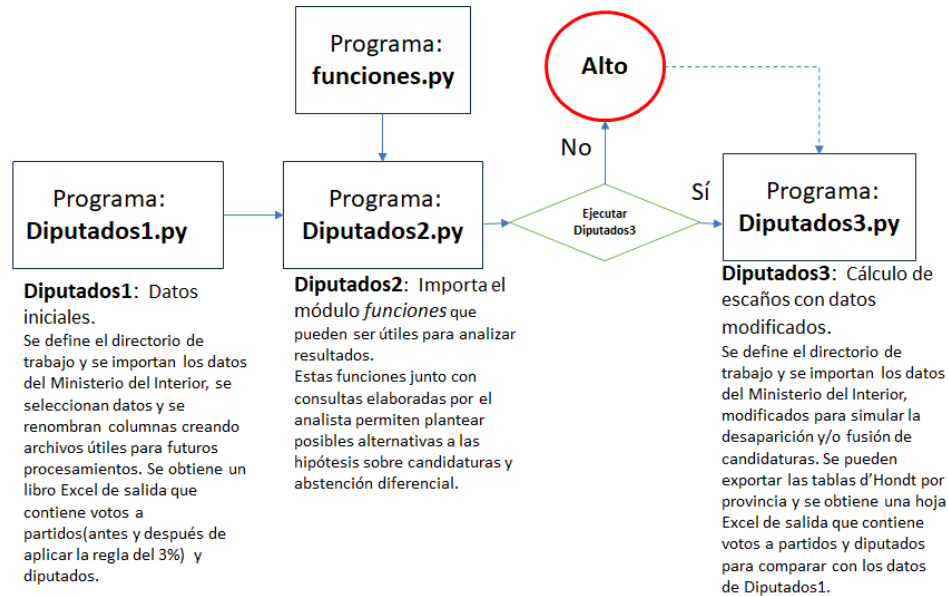 Programa:
funciones.py
Alto
No
Programa:
Diputados1.py
Programa:
Diputados2.py
Ejecutar
Diputados3
Sí
Programa:
Diputados3.py
Diputados1: Datos
iniciales.
Se define el directorio de
trabajo y se importan los datos
del Ministerio del Interior, se
seleccionan datos y se
renombran columnas creando
archivos útiles para futuros
procesamientos. Se obtiene un
libro Excel de salida que
contiene votos a
partidos(antes y después de
aplicar la regla del 3%) y
diputados.
Diputados2: Importa el
módulo funciones que
pueden ser útiles para analizar
resultados.
Estas funciones junto con
consultas elaboradas por el
analista permiten plantear
posibles alternativas a las
hipótesis sobre candidaturas y
abstención diferencial.
Diputados3: Cálculo de
escaños con datos
modificados.
Se define el directorio de
trabajo y se importan los datos
del Ministerio del Interior,
modificados para simular la
desaparición y/o fusión de
candidaturas. Se pueden
exportar las tablas d’Hondt por
provincia y se obtiene una hoja
Excel de salida que contiene
votos a partidos y diputados
para comparar con los datos
de Diputados1.